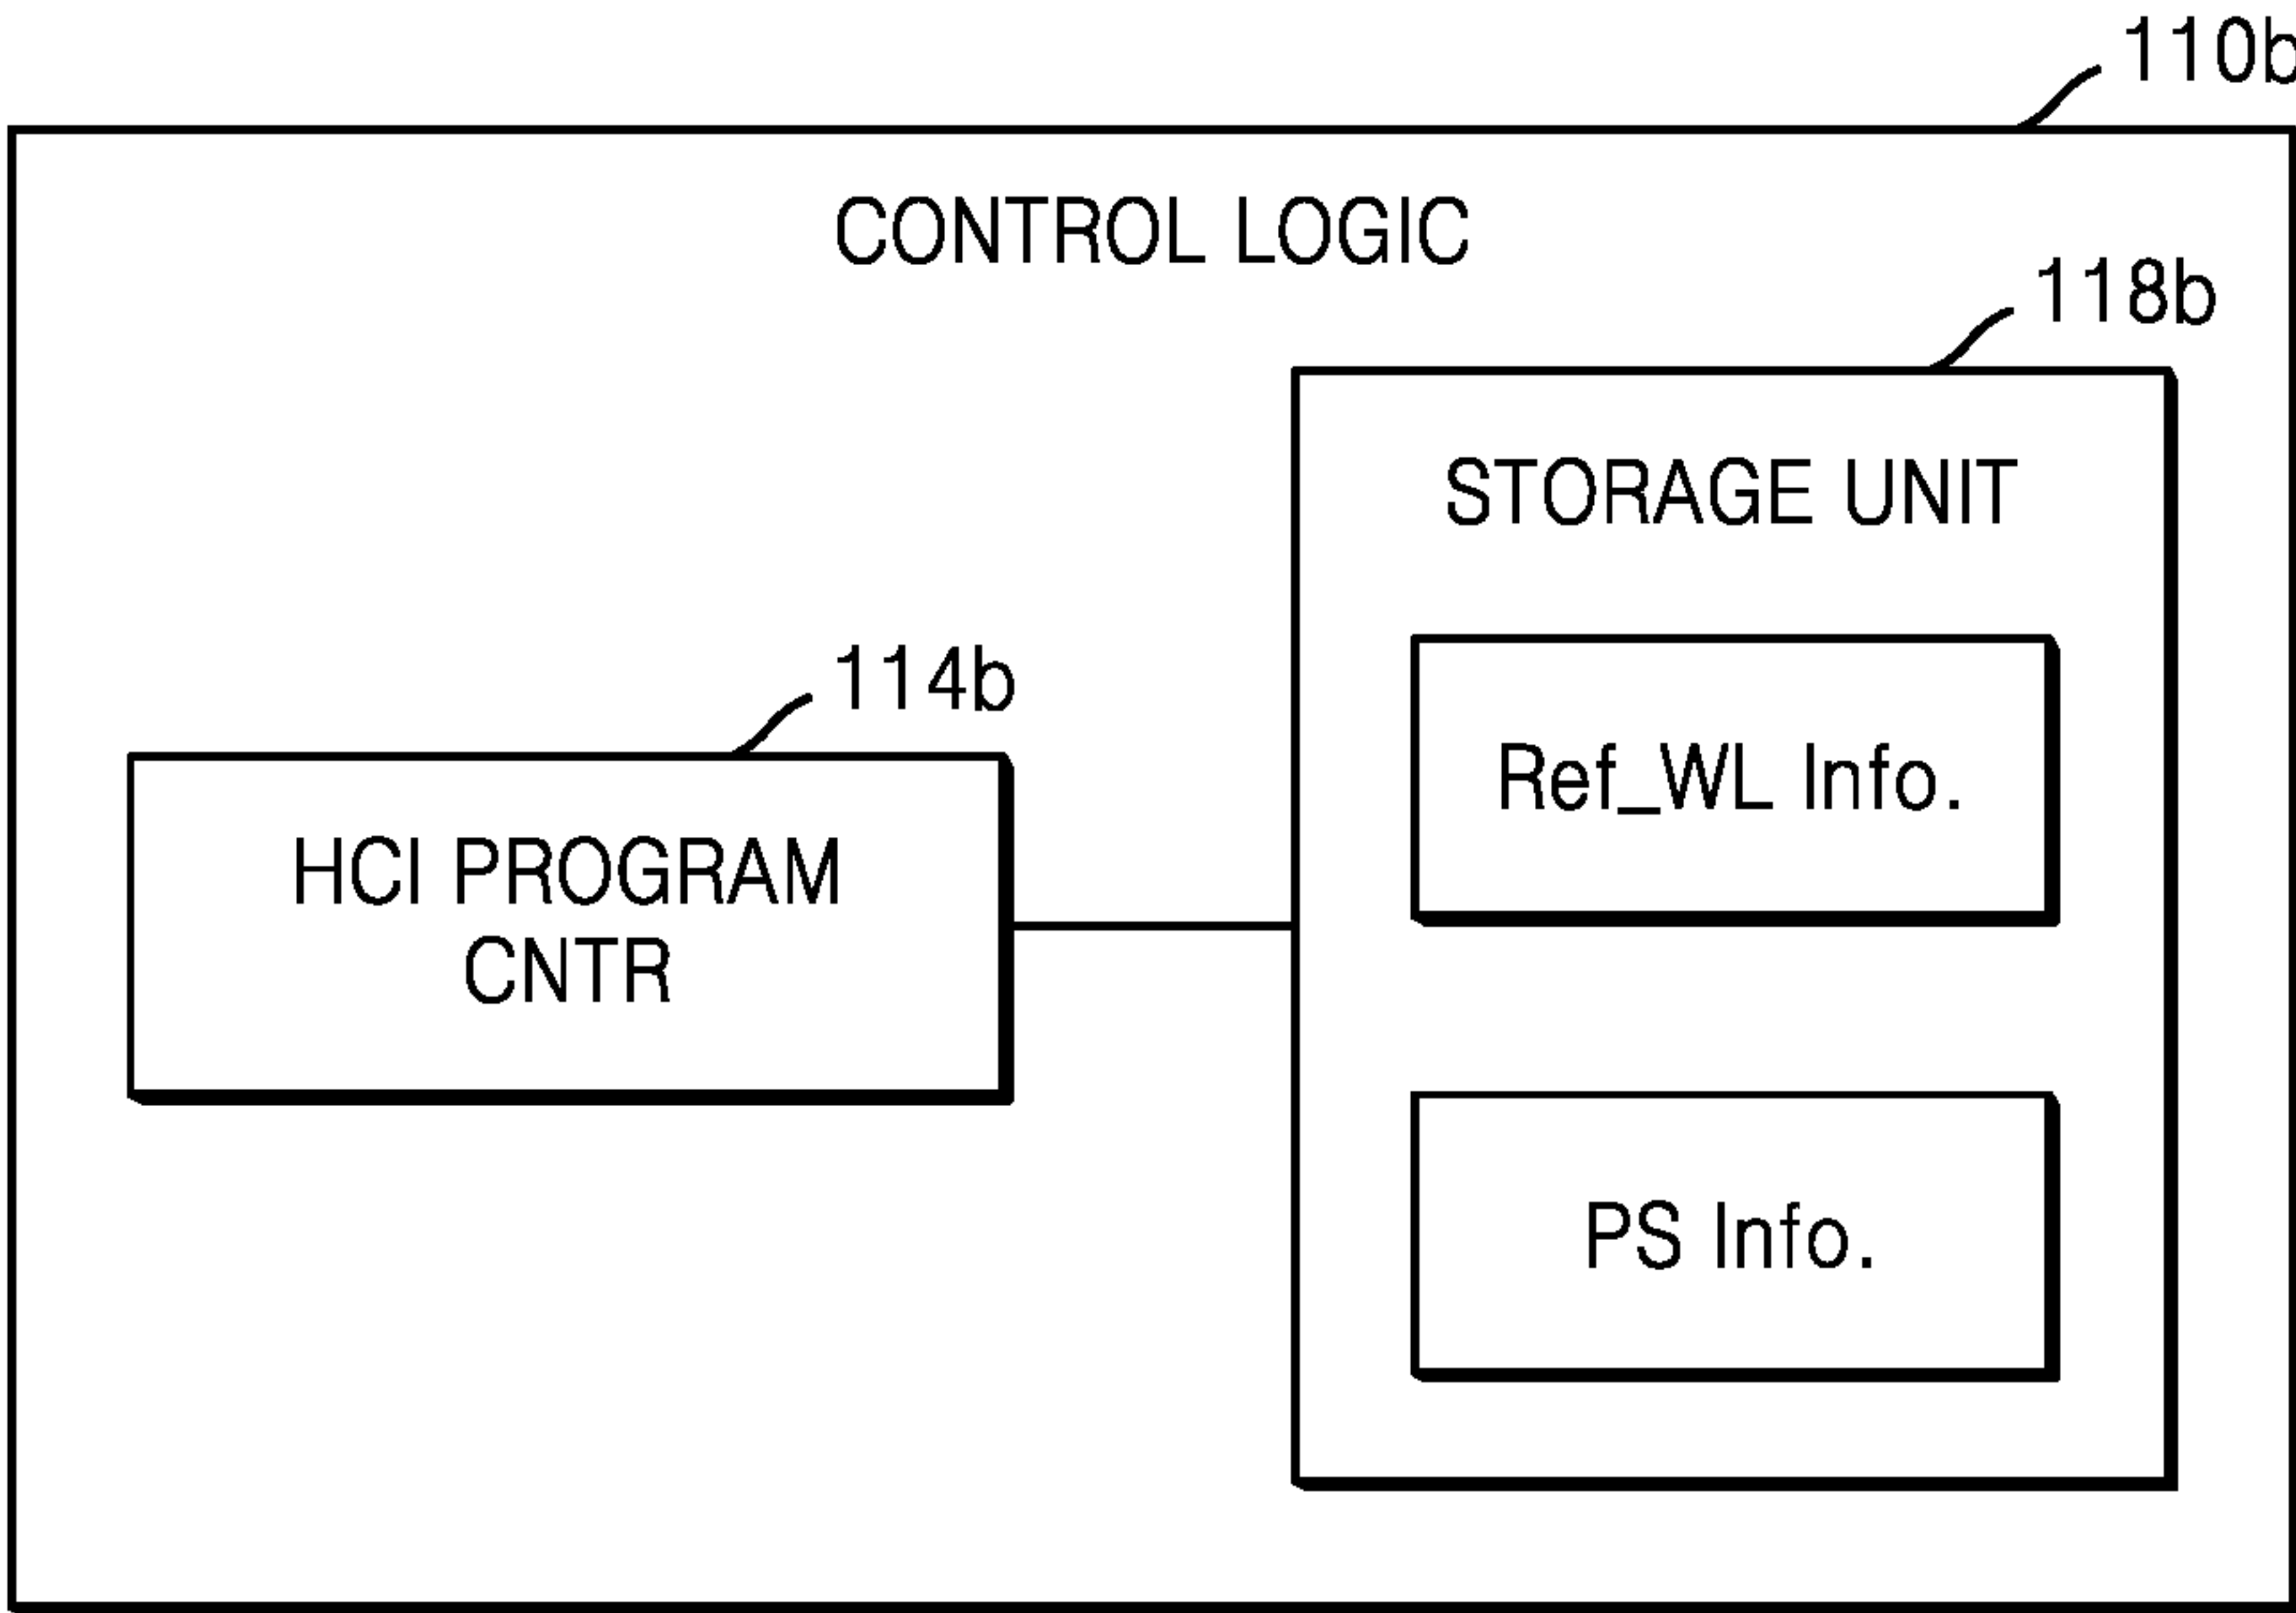 110b
CONTROL LOGIC
118b
STORAGE UNIT
114b
Ref_WL Info.
HCI PROGRAM
CNTR
PS Info.